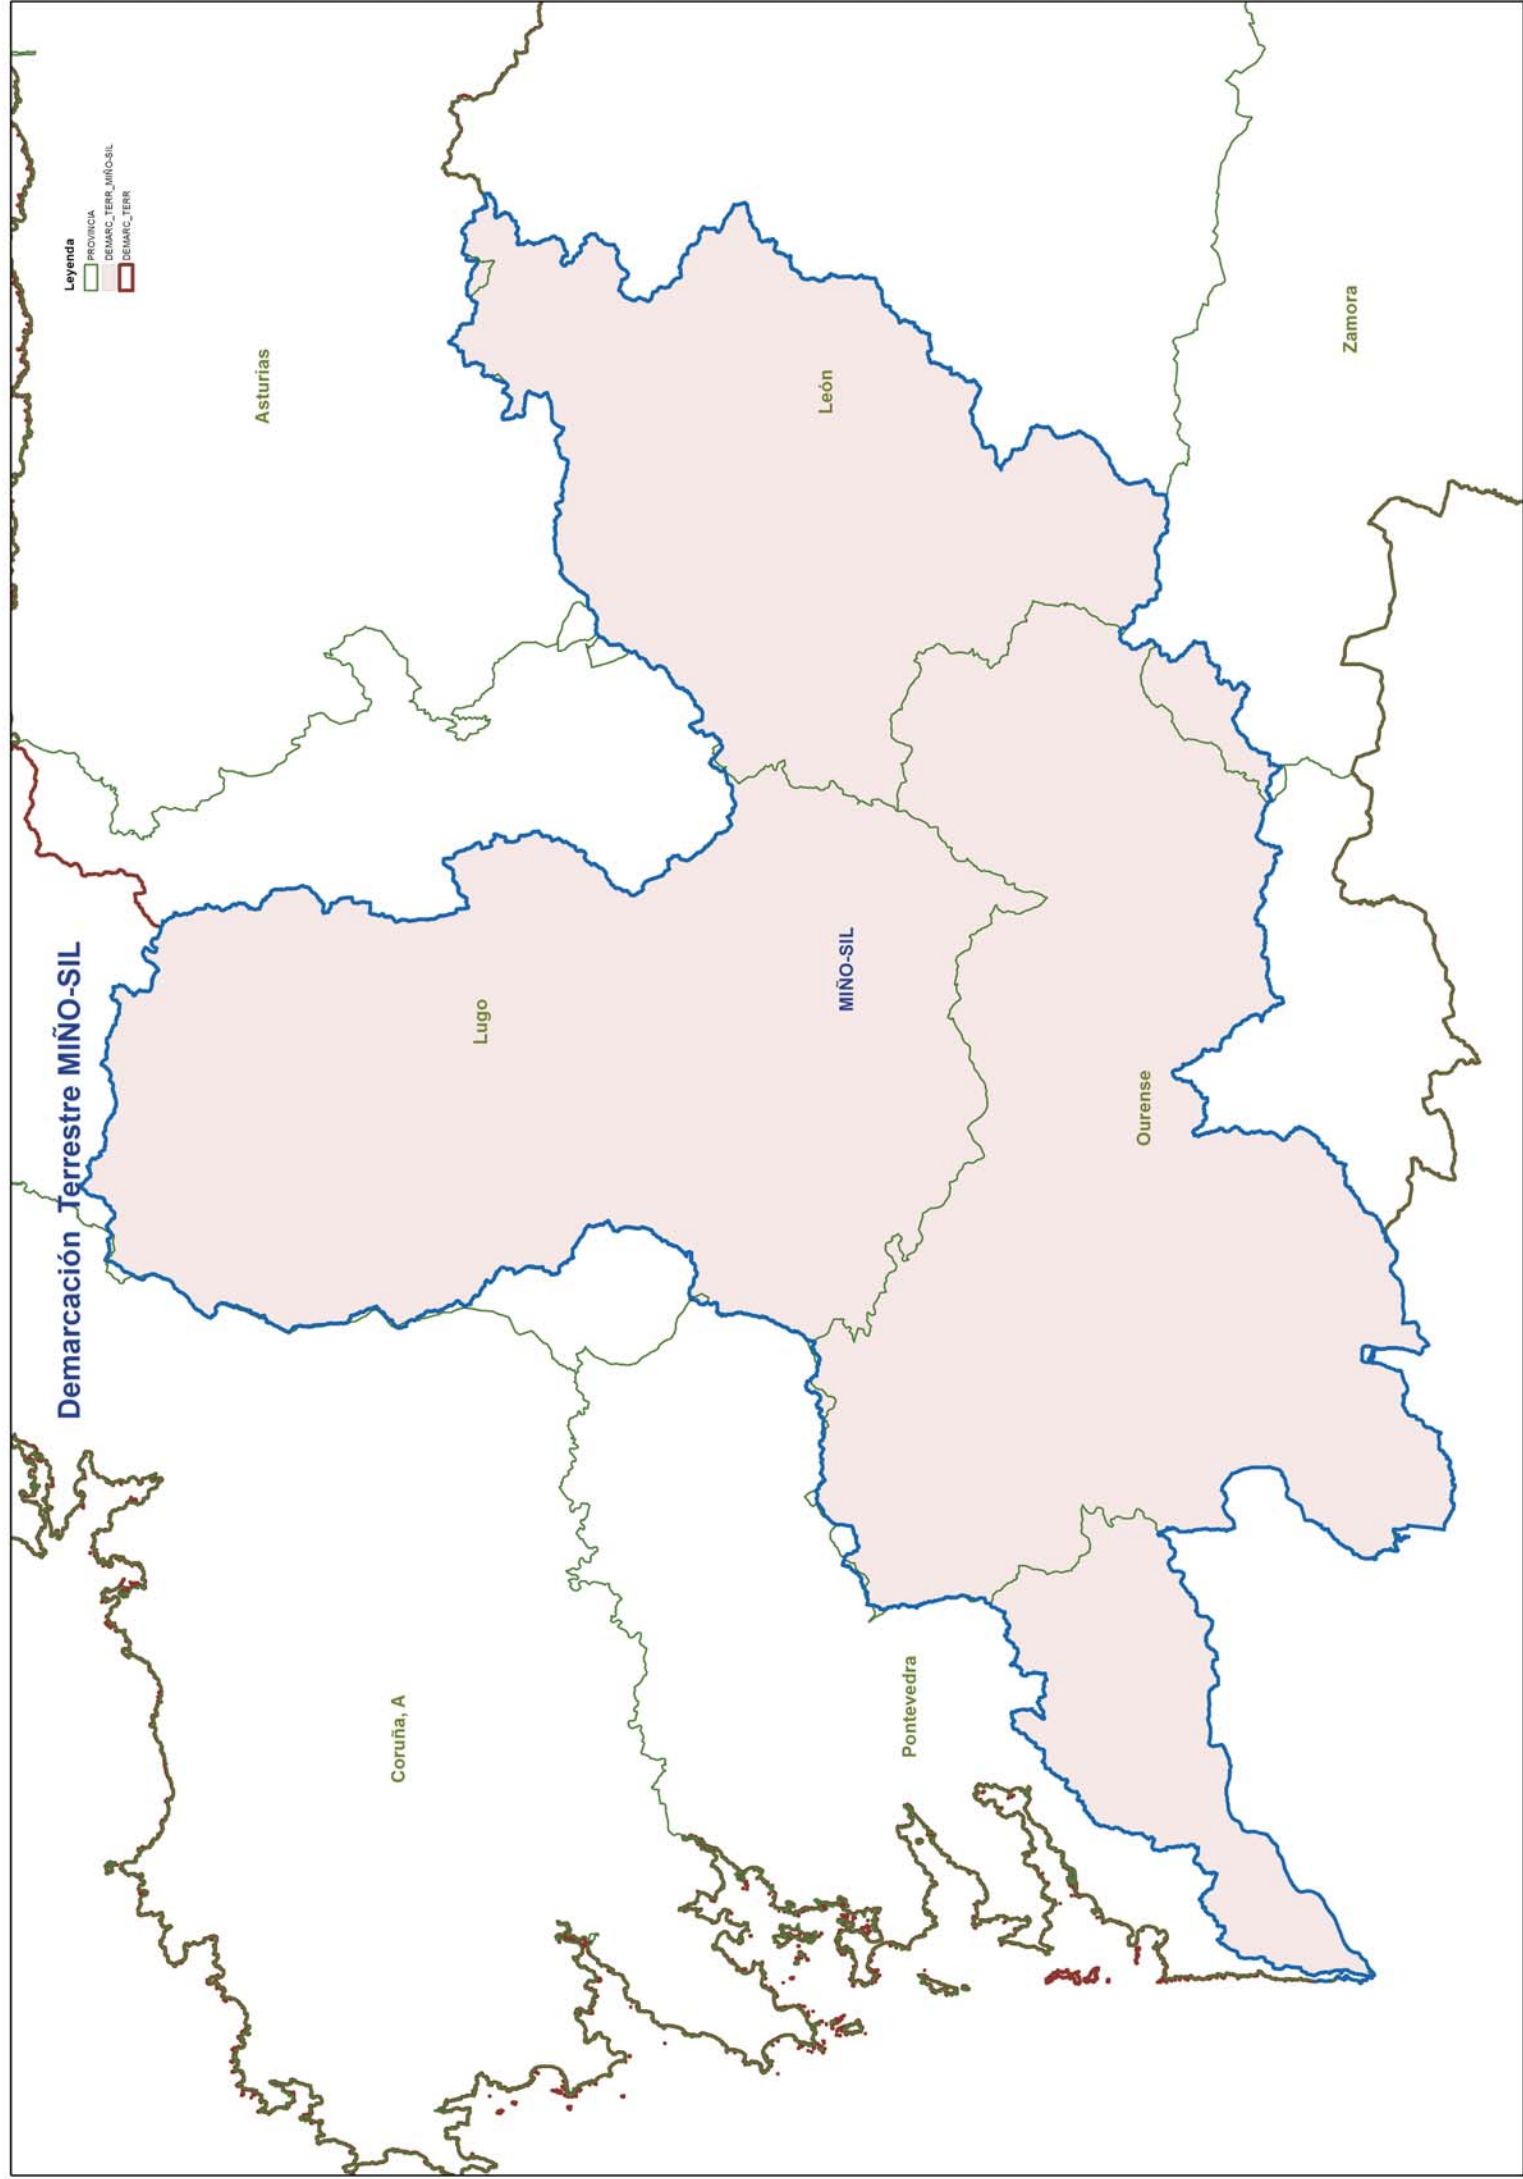 Demarcación Terrestre MIÑO-SIL
Leyenda
PROVINCIA
DEMARC_TERR_MIÑO-SIL
DEMARC_TERR
Asturias
Coruña, A
Lugo
León
MIÑO-SIL
Pontevedra
Ourense
Zamora